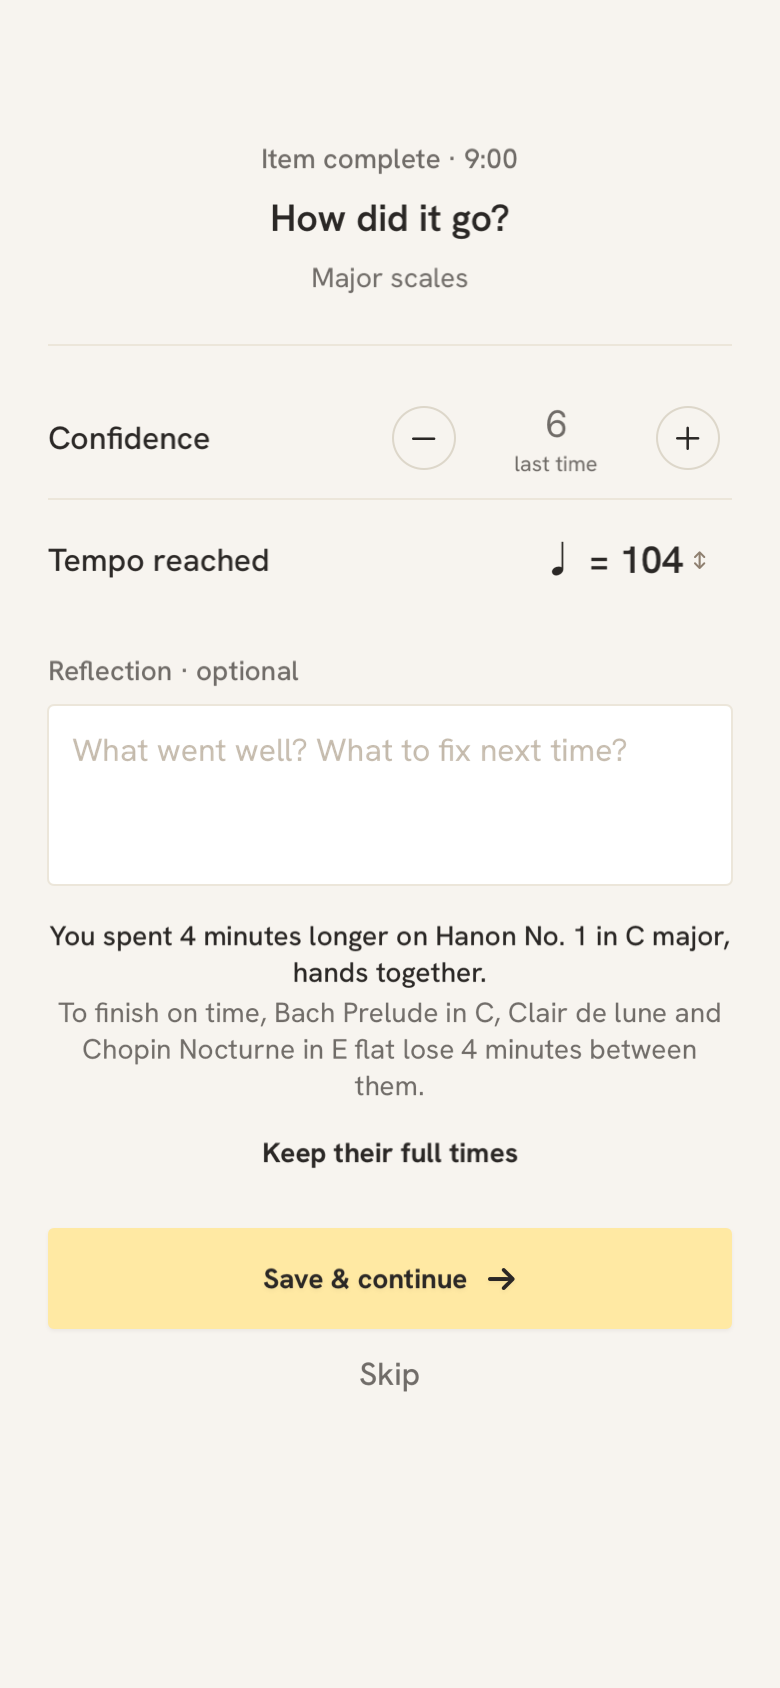 Item complete · 9:00
How did it go?
Major scales
Confidence
6
last time
Tempo reached
♩ = 104
Reflection · optional
What went well? What to fix next time?
You spent 4 minutes longer on Hanon No. 1 in C major,
hands together.
To finish on time, Bach Prelude in C, Clair de lune and
Chopin Nocturne in E flat lose 4 minutes between
them.
Keep their full times
Save & continue →
Skip